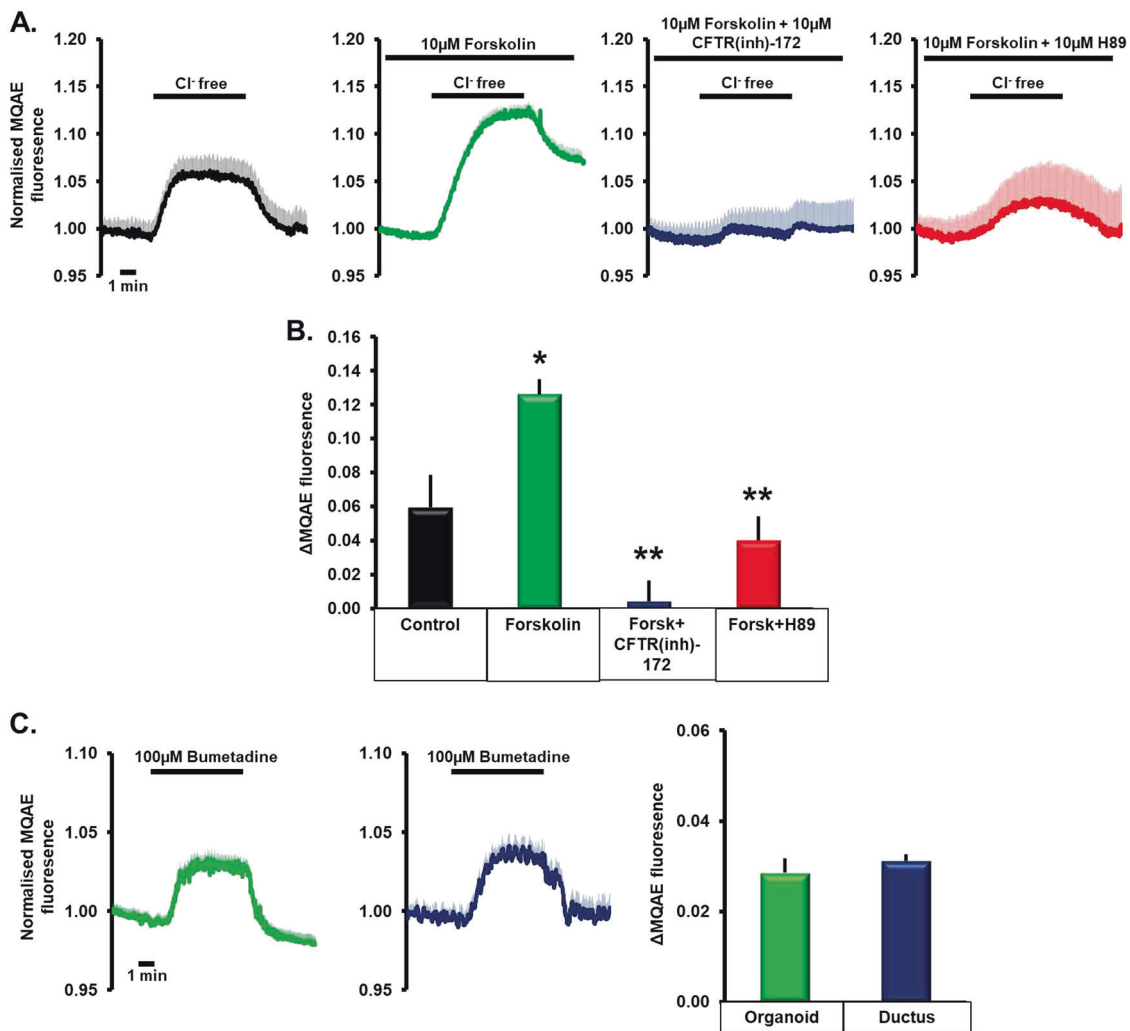 A.
10µM Forskolin + 10µM
CFTR(inh)-172
10µM Forskolin
10µM Forskolin + 10µM H89
Cl- free
Cl- free
Cl- free
Cl- free
Normalised MQAE
fluoresence
1.20
1.15
1.10
1.05
1.00
0.95
1.20
1.15
1.10
1.05
1.00
0.95
1.20
1.15
1.10
1.05
1.00
0.95
1.20
1.15
1.10
1.05
1.00
0.95
1 min
B.
ΔMQAE fluoresence
0.16
0.14
0.12
0.10
0.08
0.06
0.04
0.02
0.00
*
**
**
Control
Forskolin
Forsk+
CFTR(inh)-
172
Forsk+H89
C.
Normalised MQAE
fluoresence
1.10
1.05
1.00
0.95
100µM Bumetadine
1 min
1.10
1.05
1.00
0.95
100µM Bumetadine
ΔMQAE fluoresence
0.06
0.04
0.02
0.00
Organoid
Ductus